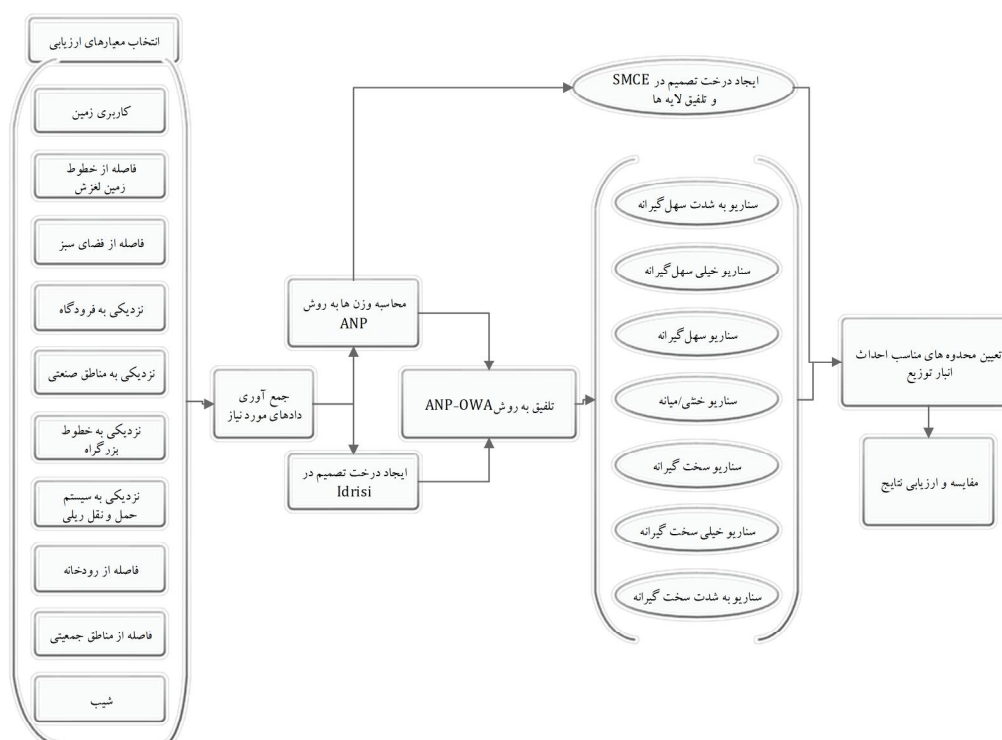 انتخاب معیارهای ارزیابی
کاربری زمین
فاصله از خطوط
زمین لغزش
فاصله از فضای سبز
نزدیکی به فرودگاه
نزدیکی به مناطق صنعتی
نزدیکی به خطوط
بزرگراه
نزدیکی به سیستم
حمل و نقل ریلی
فاصله از رودخانه
فاصله از مناطق جمعیتی
شیب
جمع آوری
دادهای مورد نیاز
محاسبه وزن ها به روش
ANP
ایجاد درخت تصمیم در
Idrisi
تلفیق به روش ANP-OWA
ایجاد درخت تصمیم در SMCE
و تلفیق لایه ها
سناریو به شدت سهل گیرانه
سناریو خیلی سهل گیرانه
سناریو سهل گیرانه
سناریو خنثی/میانه
سناریو سخت گیرانه
سناریو خیلی سخت گیرانه
سناریو به شدت سخت گیرانه
تعیین محدوه های مناسب احداث
انبار توزیع
مقایسه و ارزیابی نتایج